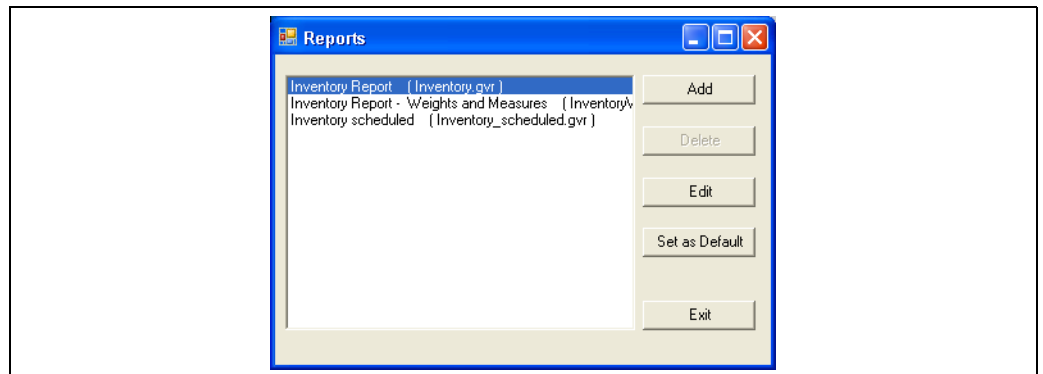 Reports
Inventory Report ( Inventory.gvr )
Inventory Report - Weights and Measures ( Inventory
Inventory scheduled ( Inventory_scheduled.gvr )
Add
Delete
Edit
Set as Default
Exit